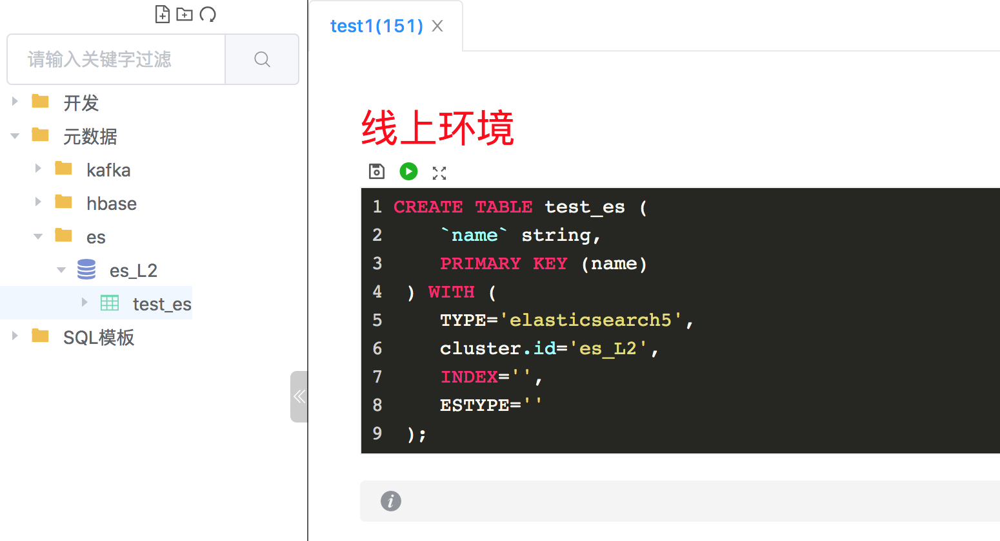 请输入关键字过滤
开发
元数据
kafka
hbase
es
es_L2
test_es
SQL模板
test1(151)
线上环境
1 CREATE TABLE test_es (
2 `name` string,
3 PRIMARY KEY (name)
4 ) WITH (
5 TYPE='elasticsearch5',
6 cluster.id='es_L2',
7 INDEX='',
8 ESTYPE=''
9 );